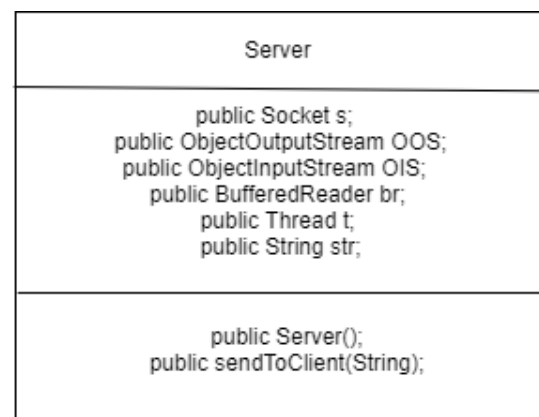 Server
public Socket s;
public ObjectOutputStream OOS;
public ObjectInputStream OIS;
public BufferedReader br;
public Thread t;
public String str;
public Server();
public sendToClient(String);